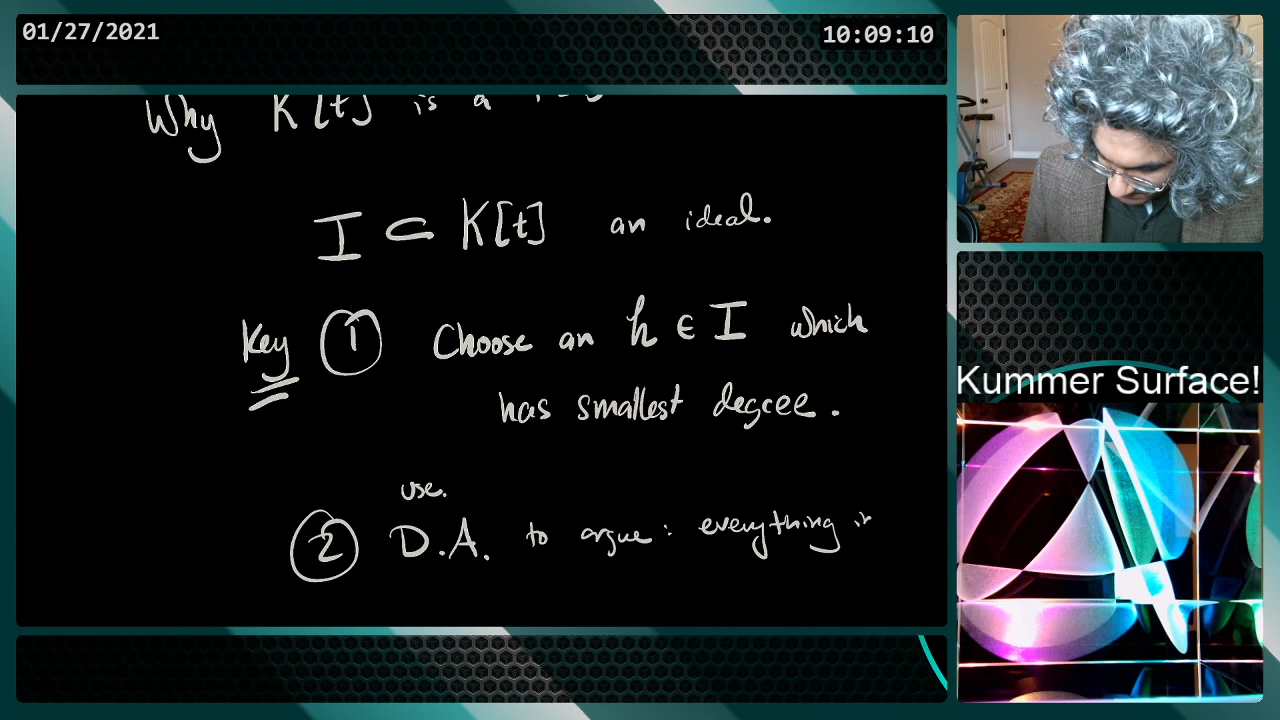 01/27/2021
10:09:10
Why K[t] is a
I ⊂ K[t] an ideal.
Key ① Choose an h ∈ I which
has smallest degree.
Kummer Surface!
use.
② D.A. to argue: everything in